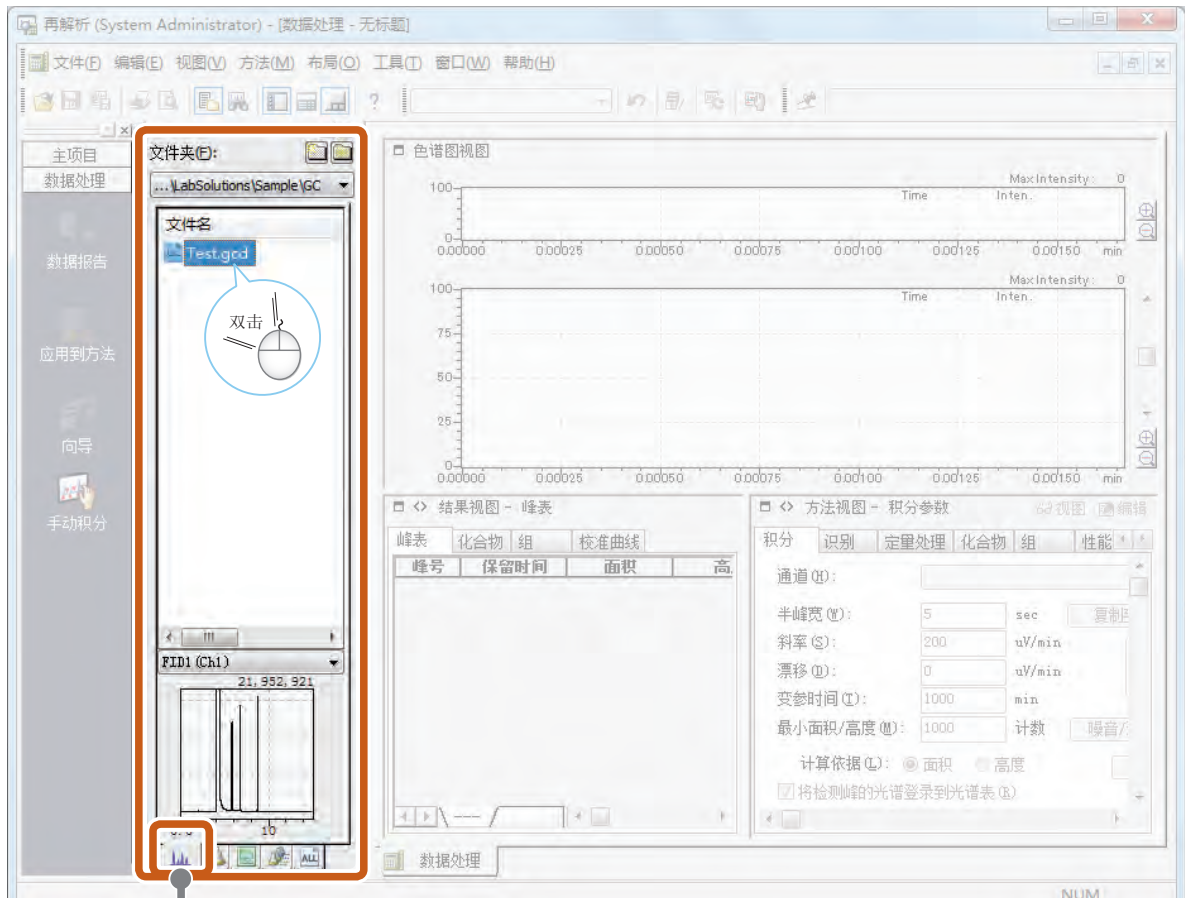 再解析 (System Administrator) - [数据处理 - 无标题]
文件(F) 编辑(E) 视图(V) 方法(M) 布局(O) 工具(T) 窗口(W) 帮助(H)
主项目
数据处理
数据报告
应用到方法
向导
手动积分
文件夹(F):
...\LabSolutions\Sample\GC
文件名
Test.gcd
双击
FID1 (Ch1)
21,952,921
10
ALL
色谱图视图
Max Intensity: 0
Time Inten.
100
0
0.00000 0.00025 0.00050 0.00075 0.00100 0.00125 0.00150 min
Max Intensity: 0
Time Inten.
100
75
50
25
0
0.00000 0.00025 0.00050 0.00075 0.00100 0.00125 0.00150 min
结果视图 - 峰表
峰表 化合物 组 校准曲线
峰号 保留时间 面积 高
方法视图 - 积分参数 视图 编辑
积分 识别 定量处理 化合物 组 性能
通道(H):
半峰宽(W): 5 sec 复制
斜率(S): 200 uV/min
漂移(D): 0 uV/min
变参时间(T): 1000 min
最小面积/高度(M): 1000 计数 噪音/
计算依据(L): 面积 高度
将检测峰的光谱登录到光谱表(R)
数据处理
NUM